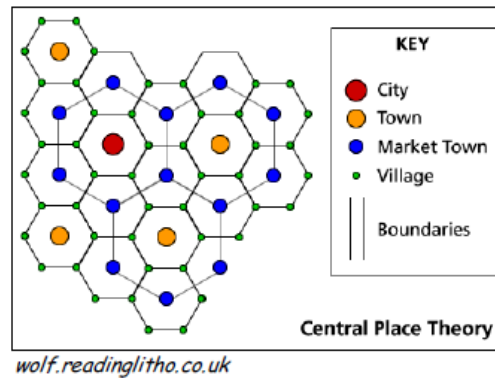 KEY
City
Town
Market Town
Village
Boundaries
Central Place Theory
wolf.readinglitho.co.uk